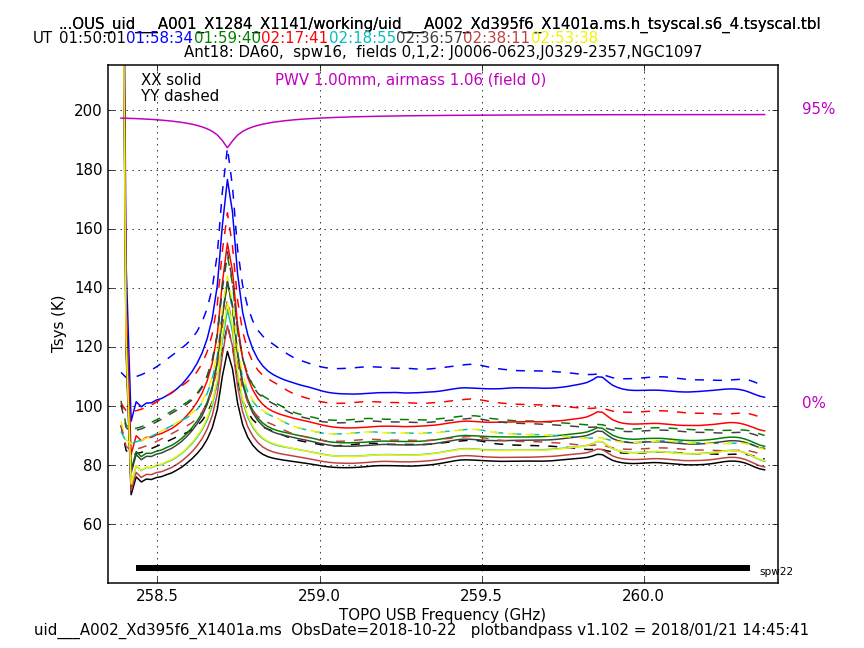 ...OUS_uid___A001_X1284_X1141/working/uid___A002_Xd395f6_X1401a.ms.h_tsyscal.s6_4.tsyscal.tbl
UT 01:50:01 01:58:34 01:59:40 02:17:41 02:18:55 02:36:57 02:38:11 02:53:38
Ant18: DA60, spw16, fields 0,1,2: J0006-0623,J0329-2357,NGC1097
XX solid
PWV 1.00mm, airmass 1.06 (field 0)
YY dashed
95%
0%
200
180
160
140
120
100
80
60
Tsys (K)
spw22
258.5 259.0 259.5 260.0
TOPO USB Frequency (GHz)
uid___A002_Xd395f6_X1401a.ms ObsDate=2018-10-22 plotbandpass v1.102 = 2018/01/21 14:45:41